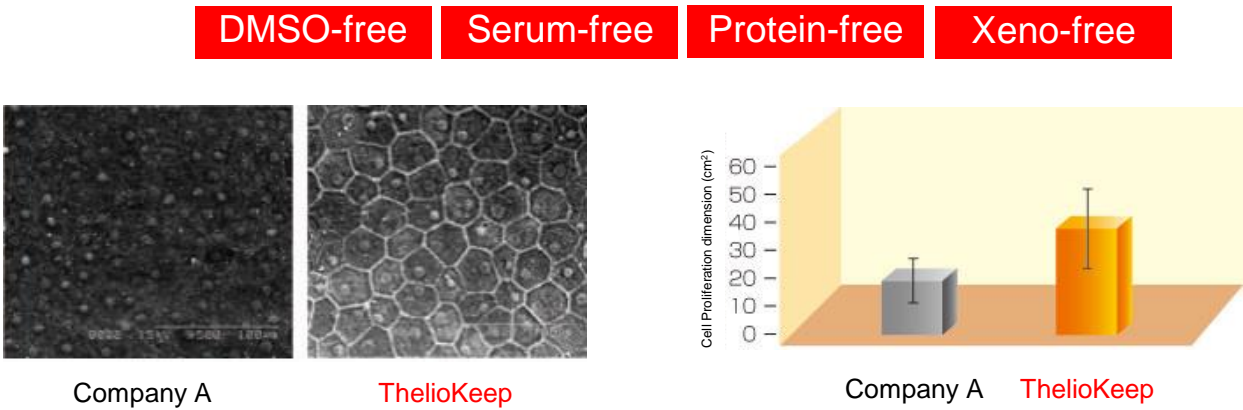 DMSO-free
Serum-free
Protein-free
Xeno-free
Cell Proliferation dimension (cm²)
60
50
40
30
20
10
0
Company A
ThelioKeep
Company A
ThelioKeep